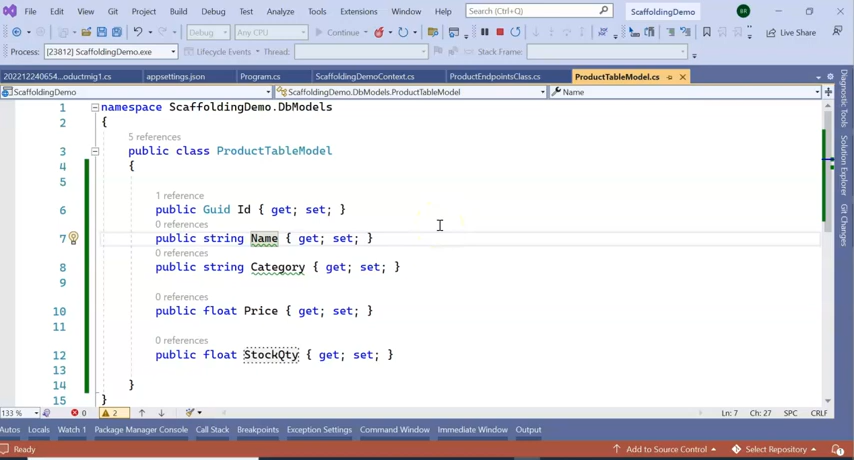 File Edit View Git Project Build Debug Test Analyze Tools Extensions Window Help Search (Ctrl+Q) ScaffoldingDemo BR
Debug Any CPU Continue Live Share
Process: [23812] ScaffoldingDemo.exe Lifecycle Events Thread: Stack Frame:
202212240654...oductmig1.cs appsettings.json Program.cs ScaffoldingDemoContext.cs ProductEndpointsClass.cs ProductTableModel.cs
ScaffoldingDemo ScaffoldingDemo.DbModels.ProductTableModel Name
1 namespace ScaffoldingDemo.DbModels
2 {
5 references
3 public class ProductTableModel
4 {
5
1 reference
6 public Guid Id { get; set; }
0 references
7 public string Name { get; set; }
0 references
8 public string Category { get; set; }
9
0 references
10 public float Price { get; set; }
11
0 references
12 public float StockQty { get; set; }
13
14 }
15 }
133 % 0 2 Ln: 7 Ch: 27 SPC CRLF
Autos Locals Watch 1 Package Manager Console Call Stack Breakpoints Exception Settings Command Window Immediate Window Output
Ready Add to Source Control Select Repository 1
Diagnostic Tools
Solution Explorer
Git Changes